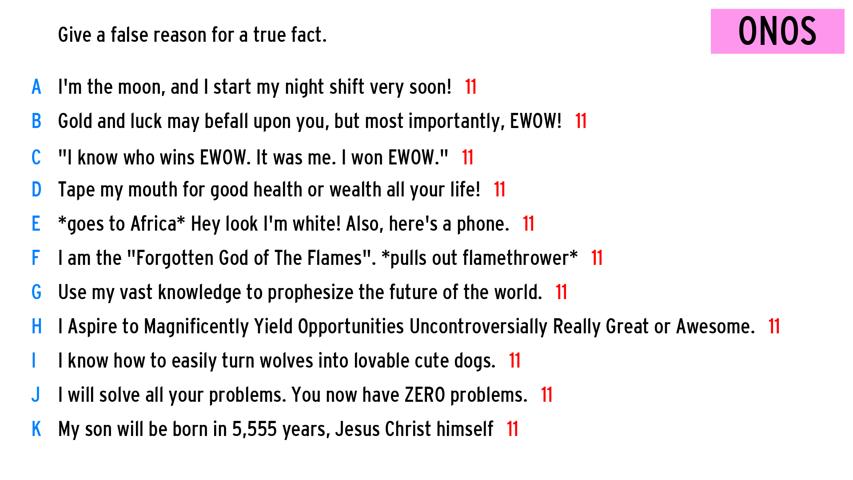 Give a false reason for a true fact.
ONOS
A I'm the moon, and I start my night shift very soon! 11
B Gold and luck may befall upon you, but most importantly, EWOW! 11
C "I know who wins EWOW. It was me. I won EWOW." 11
D Tape my mouth for good health or wealth all your life! 11
E *goes to Africa* Hey look I'm white! Also, here's a phone. 11
F I am the "Forgotten God of The Flames". *pulls out flamethrower* 11
G Use my vast knowledge to prophesize the future of the world. 11
H I Aspire to Magnificently Yield Opportunities Uncontroversially Really Great or Awesome. 11
I I know how to easily turn wolves into lovable cute dogs. 11
J I will solve all your problems. You now have ZERO problems. 11
K My son will be born in 5,555 years, Jesus Christ himself 11